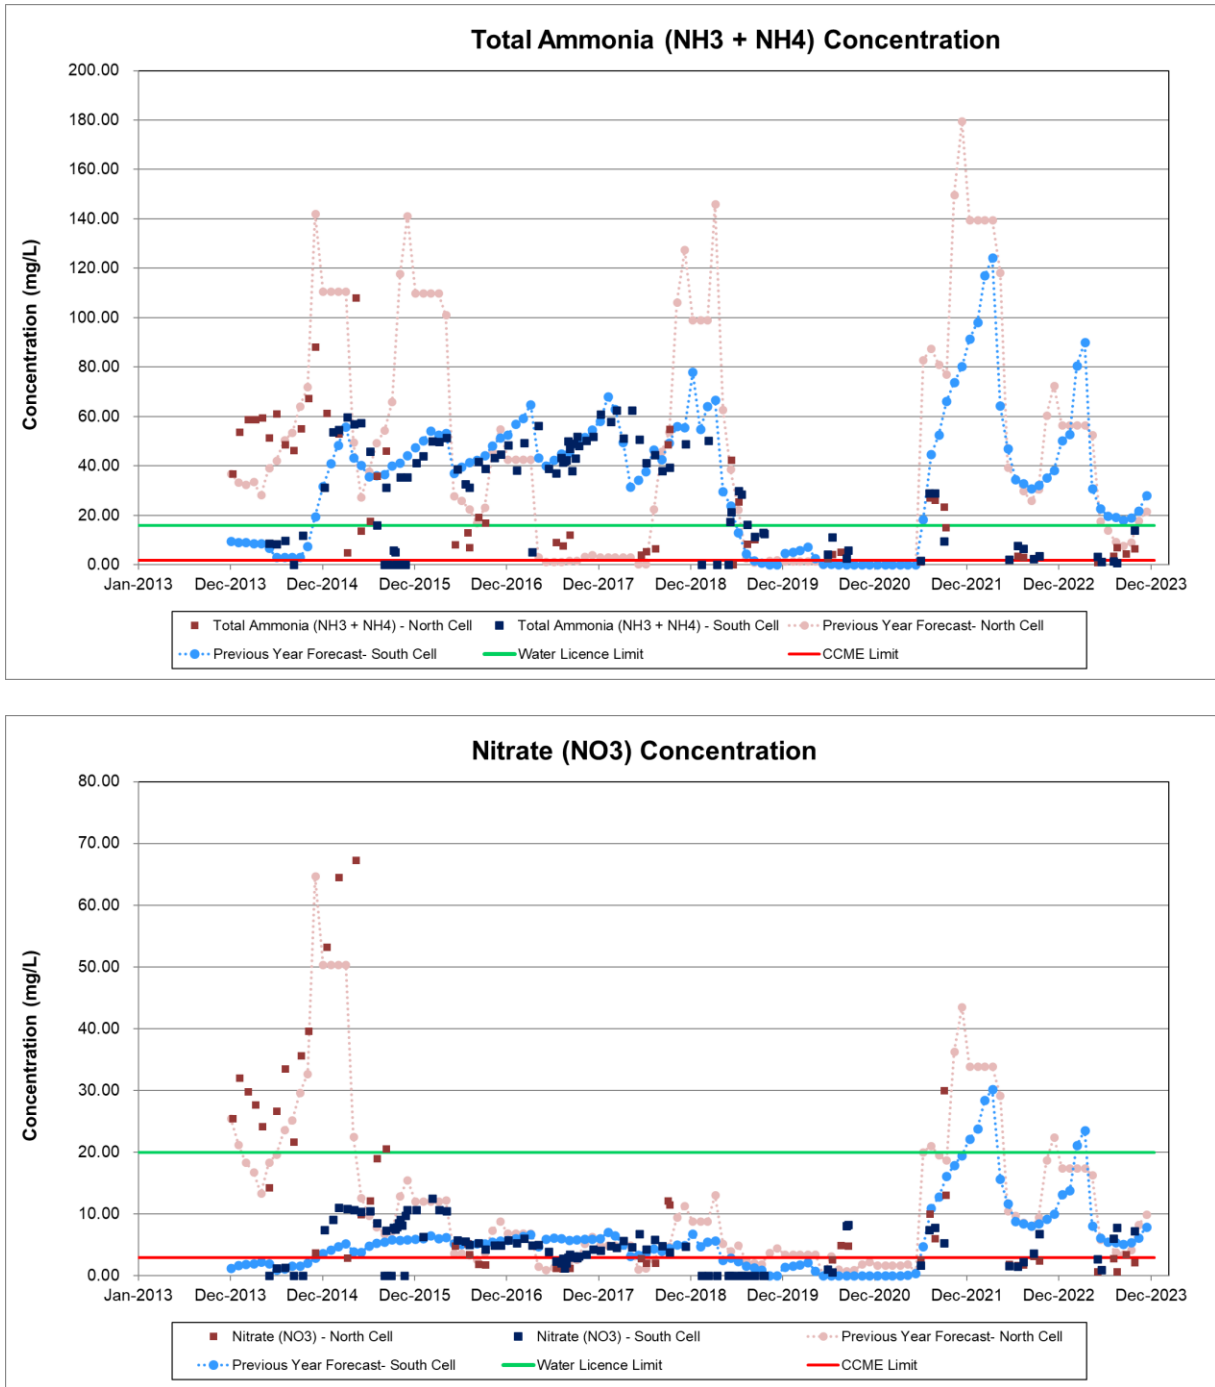 Total Ammonia (NH3 + NH4) Concentration
200.00
180.00
160.00
140.00
120.00
100.00
80.00
60.00
40.00
20.00
0.00
Concentration (mg/L)
Jan-2013 Dec-2013 Dec-2014 Dec-2015 Dec-2016 Dec-2017 Dec-2018 Dec-2019 Dec-2020 Dec-2021 Dec-2022 Dec-2023
Total Ammonia (NH3 + NH4) - North Cell Total Ammonia (NH3 + NH4) - South Cell Previous Year Forecast- North Cell
Previous Year Forecast- South Cell Water Licence Limit CCME Limit
Nitrate (NO3) Concentration
80.00
70.00
60.00
50.00
40.00
30.00
20.00
10.00
0.00
Concentration (mg/L)
Jan-2013 Dec-2013 Dec-2014 Dec-2015 Dec-2016 Dec-2017 Dec-2018 Dec-2019 Dec-2020 Dec-2021 Dec-2022 Dec-2023
Nitrate (NO3) - North Cell Nitrate (NO3) - South Cell Previous Year Forecast- North Cell
Previous Year Forecast- South Cell Water Licence Limit CCME Limit